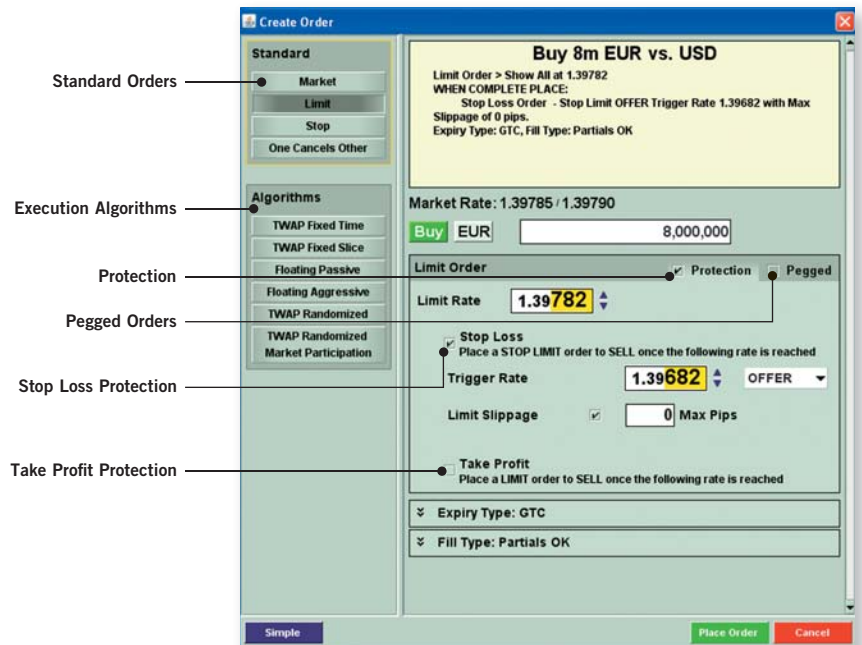 Create Order
Standard Orders
Execution Algorithms
Protection
Pegged Orders
Stop Loss Protection
Take Profit Protection
Standard
Market
Limit
Stop
One Cancels Other
Algorithms
TWAP Fixed Time
TWAP Fixed Slice
Floating Passive
Floating Aggressive
TWAP Randomized
TWAP Randomized
Market Participation
Buy 8m EUR vs. USD
Limit Order > Show All at 1.39782
WHEN COMPLETE PLACE:
Stop Loss Order - Stop Limit OFFER Trigger Rate 1.39682 with Max
Slippage of 0 pips.
Expiry Type: GTC, Fill Type: Partials OK
Market Rate: 1.39785 / 1.39790
Buy EUR 8,000,000
Limit Order Protection Pegged
Limit Rate 1.39782
Stop Loss
Place a STOP LIMIT order to SELL once the following rate is reached
Trigger Rate 1.39682 OFFER
Limit Slippage 0 Max Pips
Take Profit
Place a LIMIT order to SELL once the following rate is reached
Expiry Type: GTC
Fill Type: Partials OK
Simple Place Order Cancel